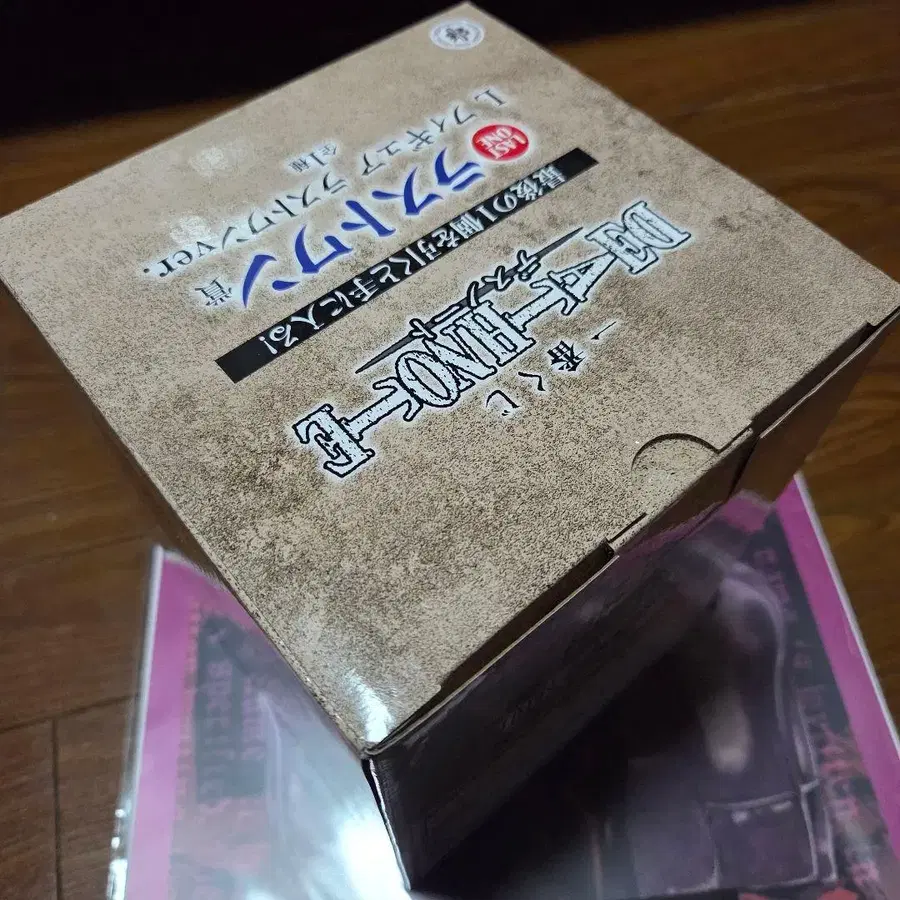 一番くじ
DEATH NOTE
デスノート
最後の1個を引くと手に入る!
LAST
ONE
ラストワン賞
L フィギュア ラストワンver.
全1種